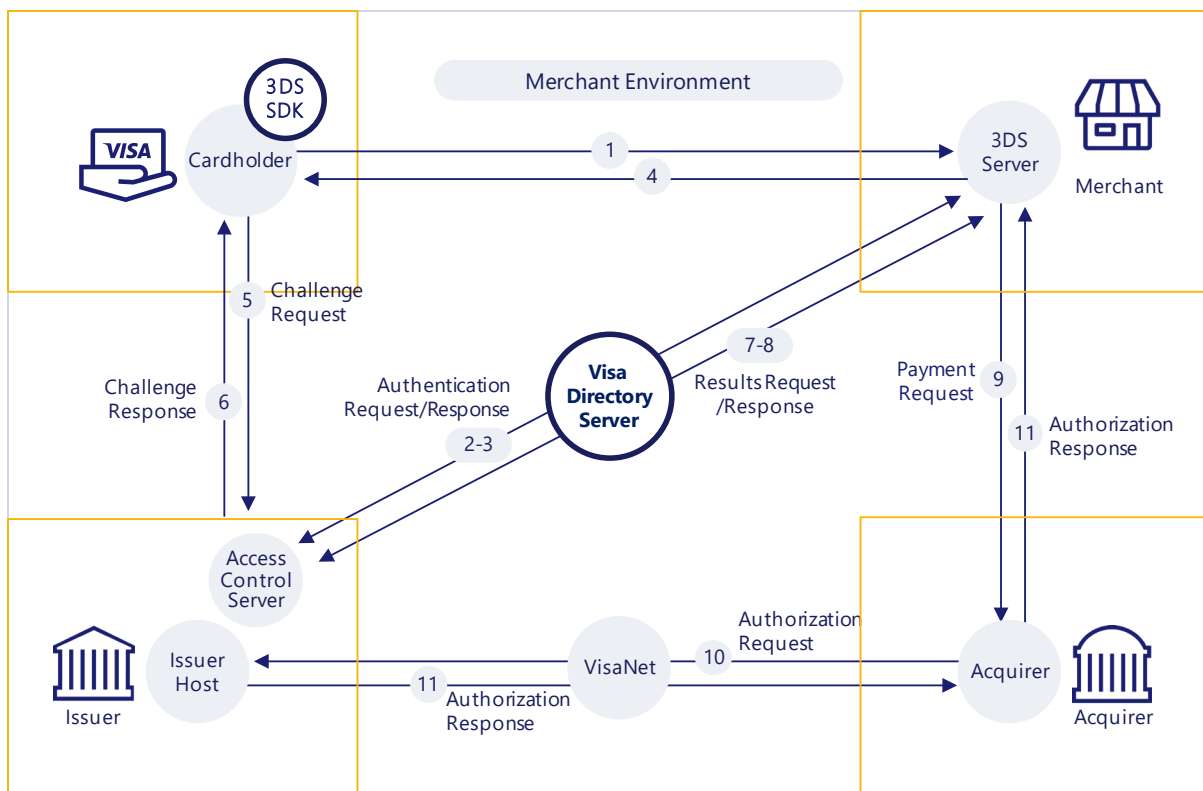 3DS
SDK
Merchant Environment
VISA
Cardholder
1
4
3DS
Server
Merchant
5
Challenge
Request
Challenge
Response
6
Authentication
Request/Response
2-3
Visa
Directory
Server
7-8
Results Request
/Response
Payment
Request
9
11
Authorization
Response
Access
Control
Server
Issuer
Host
Issuer
11
Authorization
Response
VisaNet
10
Authorization
Request
Acquirer
Acquirer